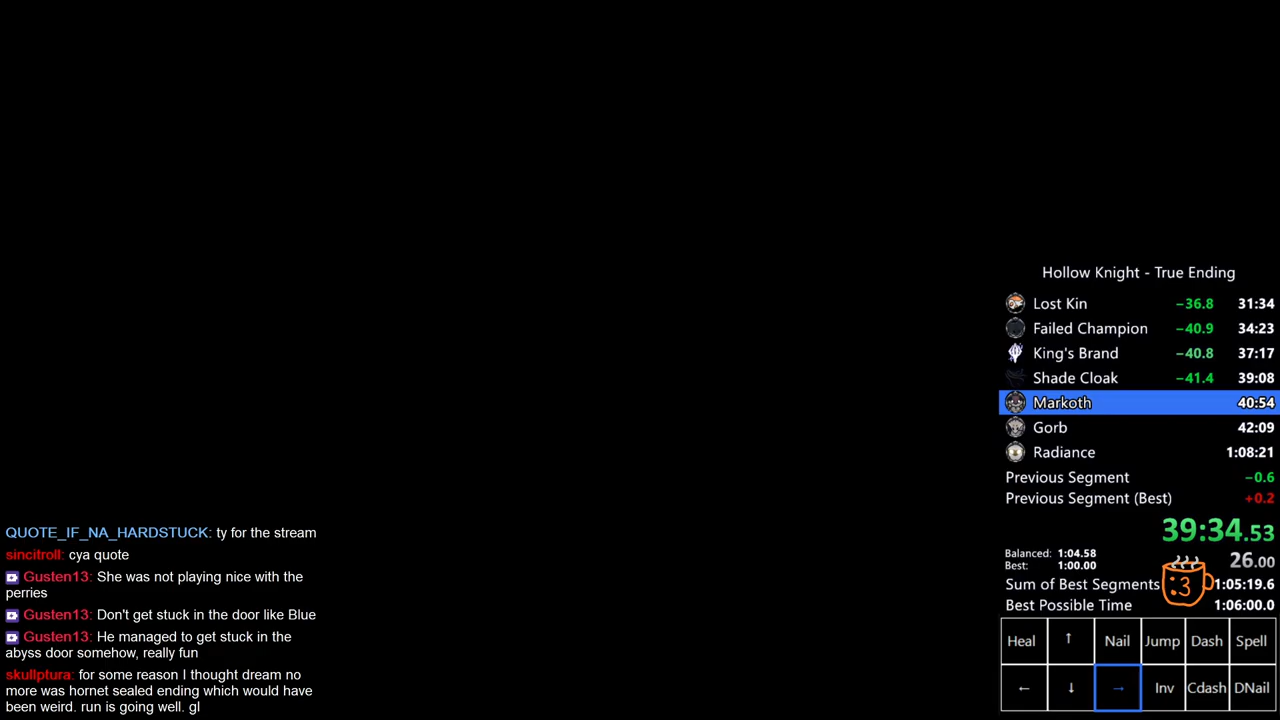 Hollow Knight - True Ending
Lost Kin -36.8 31:34
Failed Champion -40.9 34:23
King's Brand -40.8 37:17
Shade Cloak -41.4 39:08
Markoth 40:54
Gorb 42:09
Radiance 1:08:21
Previous Segment -0.6
Previous Segment (Best) +0.2
39:34.53
Balanced: 1:04.58
Best: 1:00.00
26.00
Sum of Best Segments 1:05:19.6
Best Possible Time 1:06:00.0
Heal ↑ Nail Jump Dash Spell
← ↓ → Inv Cdash DNail
QUOTE_IF_NA_HARDSTUCK: ty for the stream
sincitroll: cya quote
Gusten13: She was not playing nice with the
perries
Gusten13: Don't get stuck in the door like Blue
Gusten13: He managed to get stuck in the
abyss door somehow, really fun
skullptura: for some reason I thought dream no
more was hornet sealed ending which would have
been weird. run is going well. gl